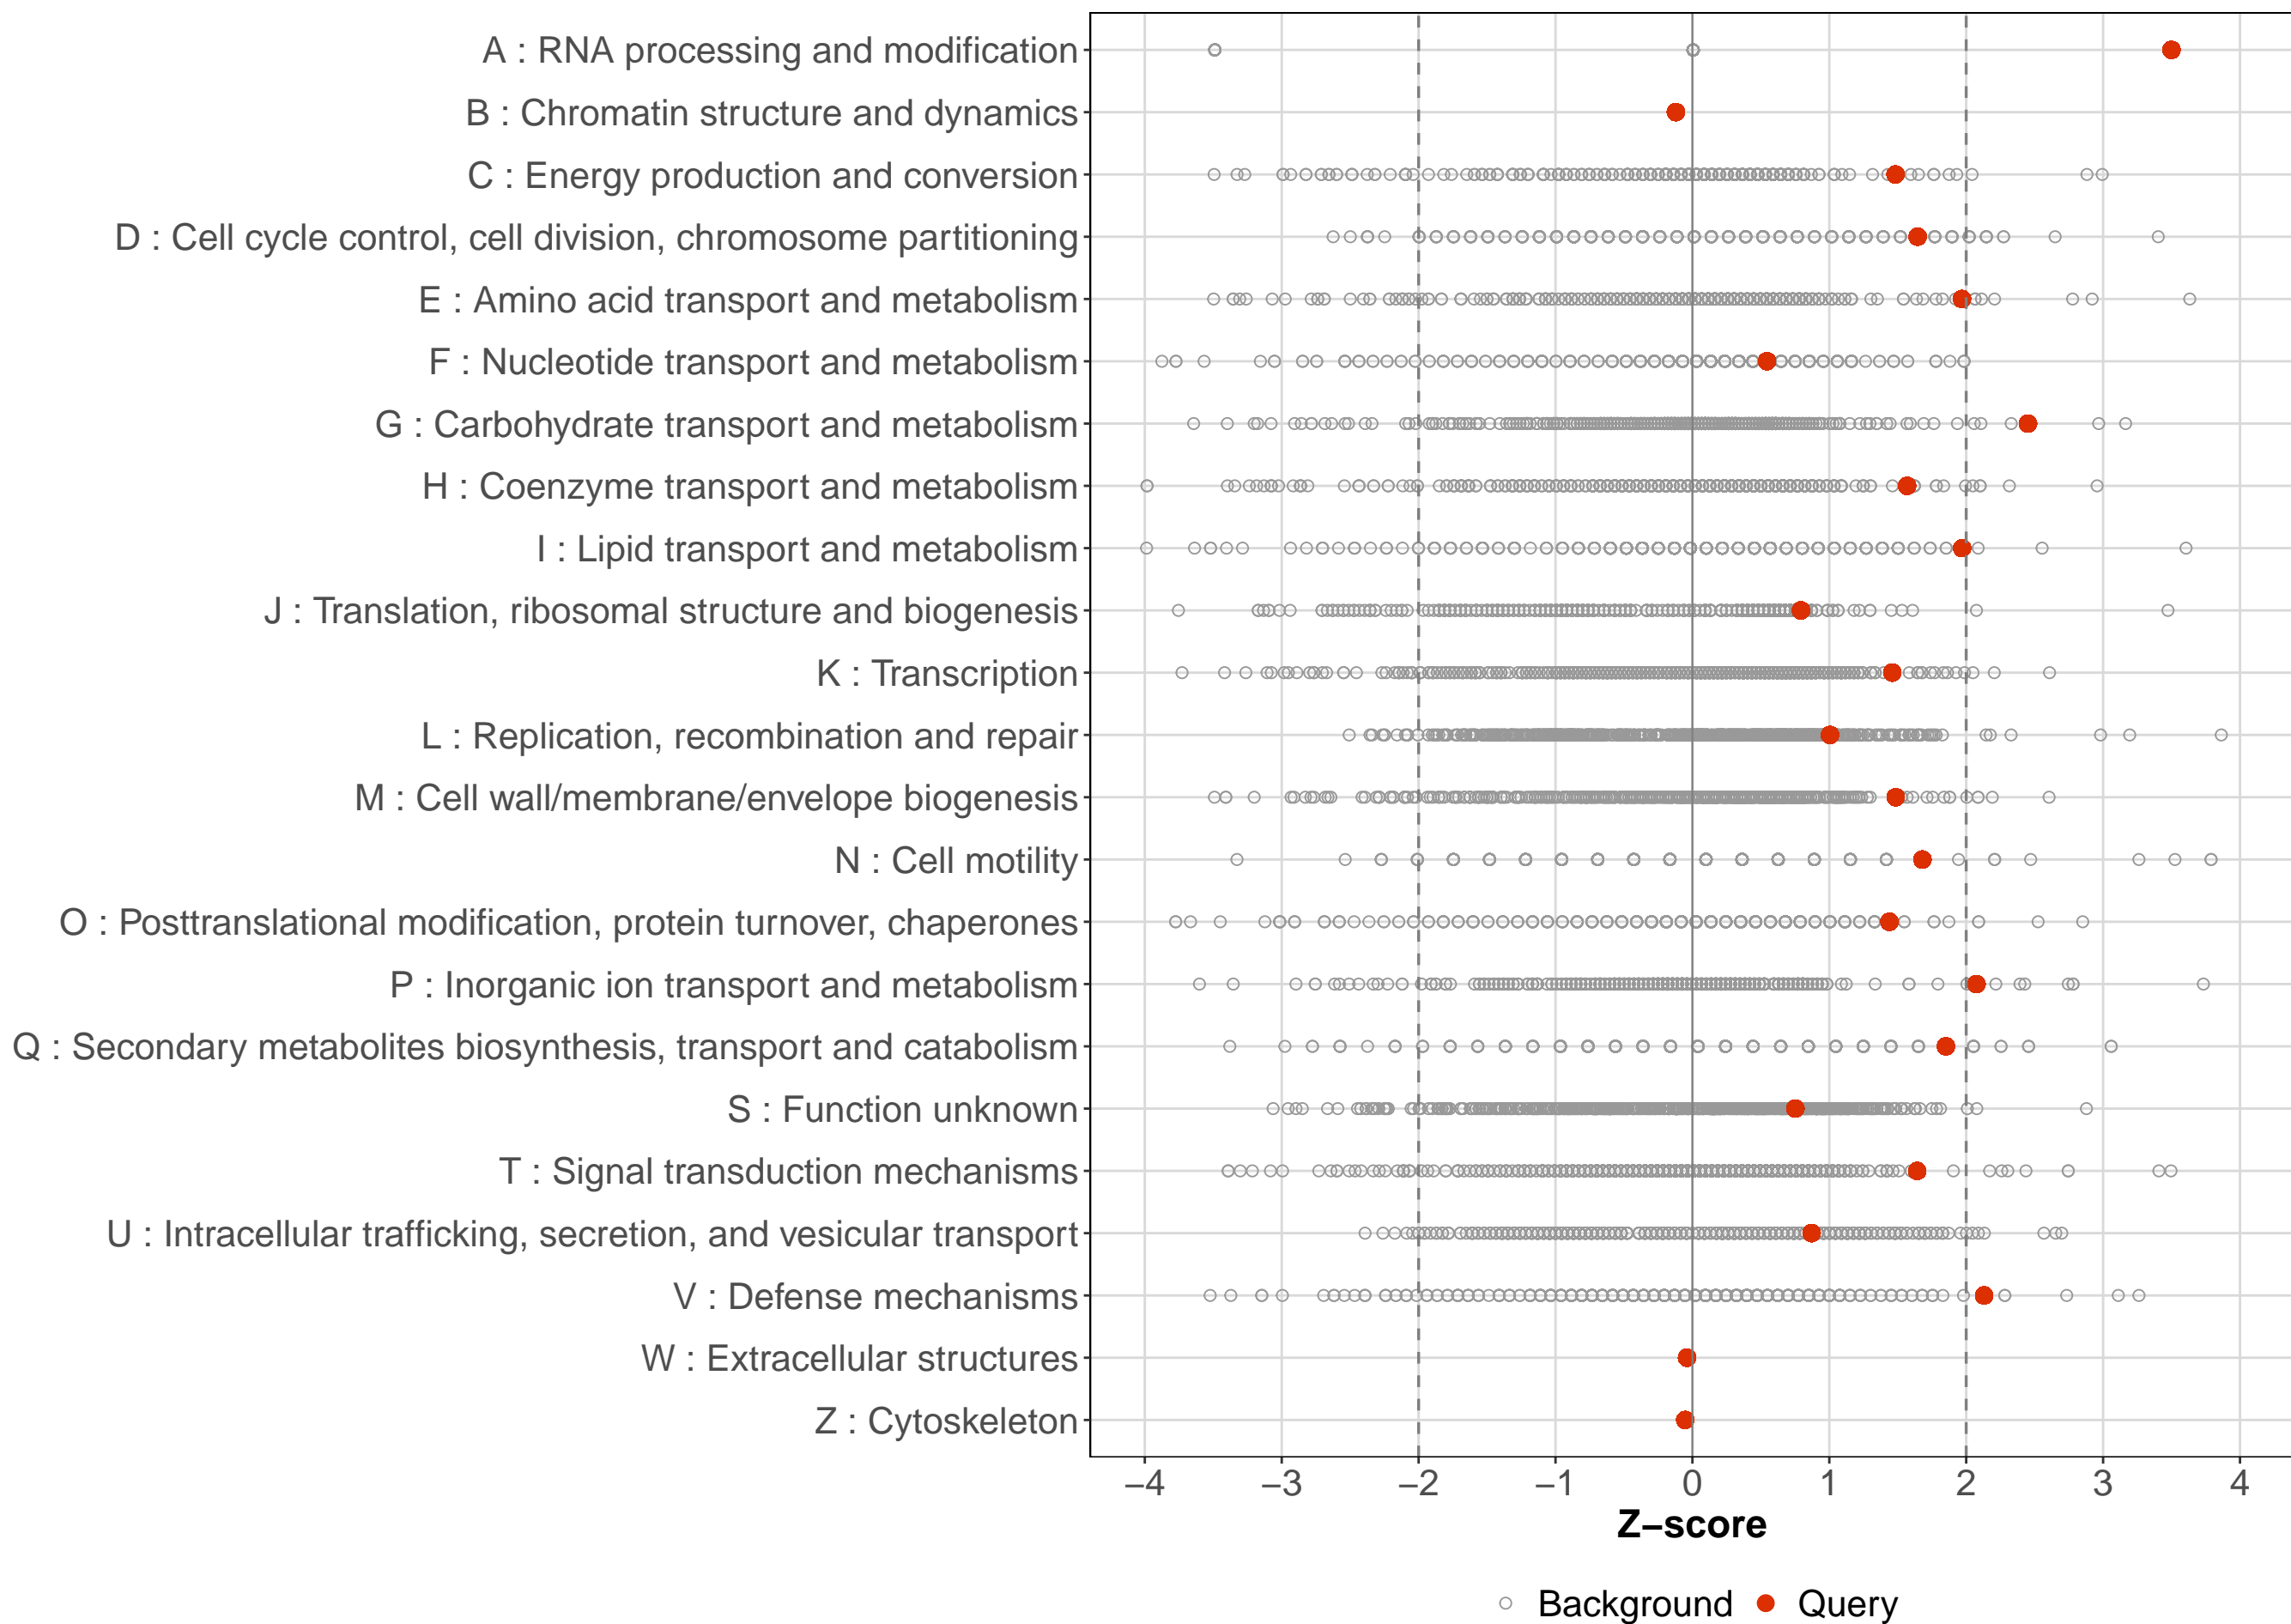 A : RNA processing and modification
B : Chromatin structure and dynamics
C : Energy production and conversion
D : Cell cycle control, cell division, chromosome partitioning
E : Amino acid transport and metabolism
F : Nucleotide transport and metabolism
G : Carbohydrate transport and metabolism
H : Coenzyme transport and metabolism
I : Lipid transport and metabolism
J : Translation, ribosomal structure and biogenesis
K : Transcription
L : Replication, recombination and repair
M : Cell wall/membrane/envelope biogenesis
N : Cell motility
O : Posttranslational modification, protein turnover, chaperones
P : Inorganic ion transport and metabolism
Q : Secondary metabolites biosynthesis, transport and catabolism
S : Function unknown
T : Signal transduction mechanisms
U : Intracellular trafficking, secretion, and vesicular transport
V : Defense mechanisms
W : Extracellular structures
Z : Cytoskeleton
−4 −3 −2 −1 0 1 2 3 4
Z−score
Background Query